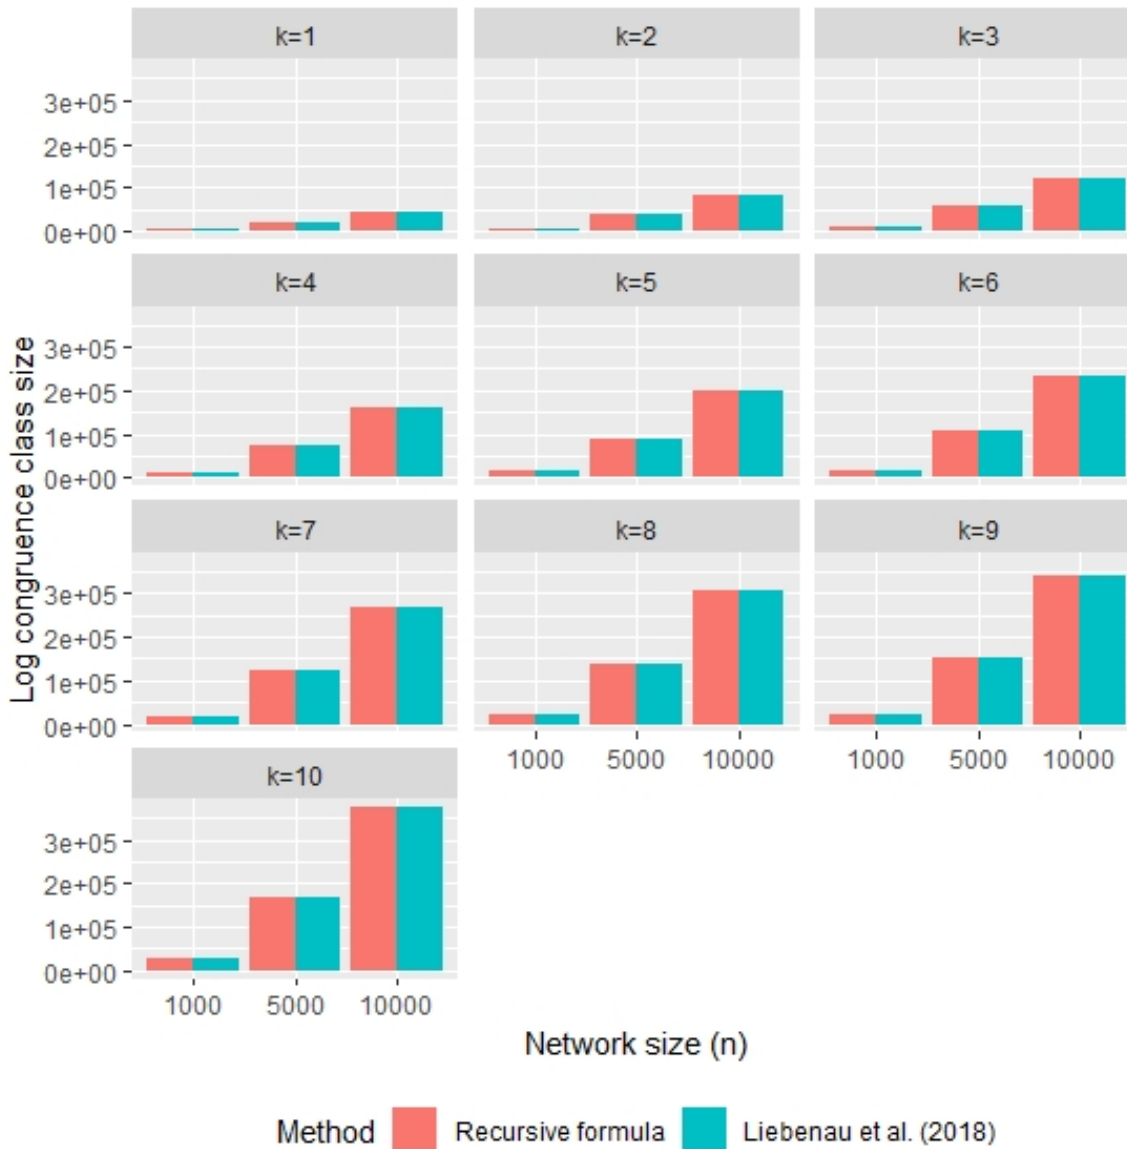 k=1 k=2 k=3
3e+05
2e+05
1e+05
0e+00
k=4 k=5 k=6
3e+05
2e+05
1e+05
0e+00
Log congruence class size
k=7 k=8 k=9
3e+05
2e+05
1e+05
0e+00
1000 5000 10000 1000 5000 10000
k=10
3e+05
2e+05
1e+05
0e+00
1000 5000 10000
Network size (n)
Method Recursive formula Liebenau et al. (2018)